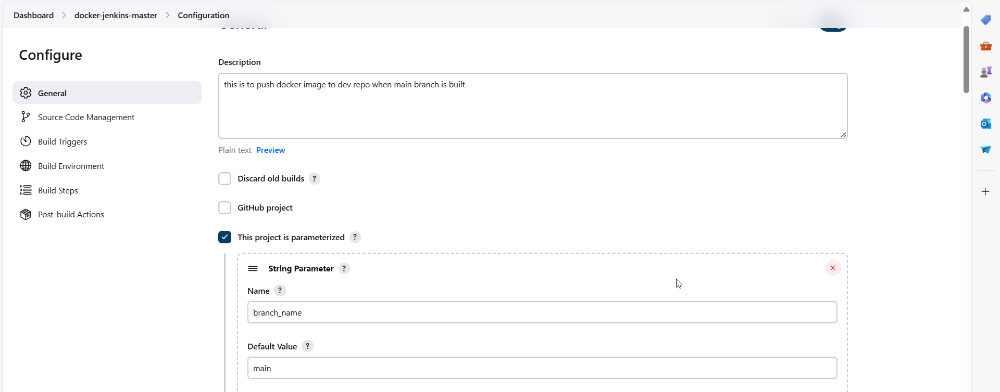 Dashboard > docker-jenkins-master > Configuration
General
Configure
General
Source Code Management
Build Triggers
Build Environment
Build Steps
Post-build Actions
Description
this is to push docker image to dev repo when main branch is built
Plain text Preview
Discard old builds ?
GitHub project
This project is parameterized ?
String Parameter ?
Name ?
branch_name
Default Value ?
main